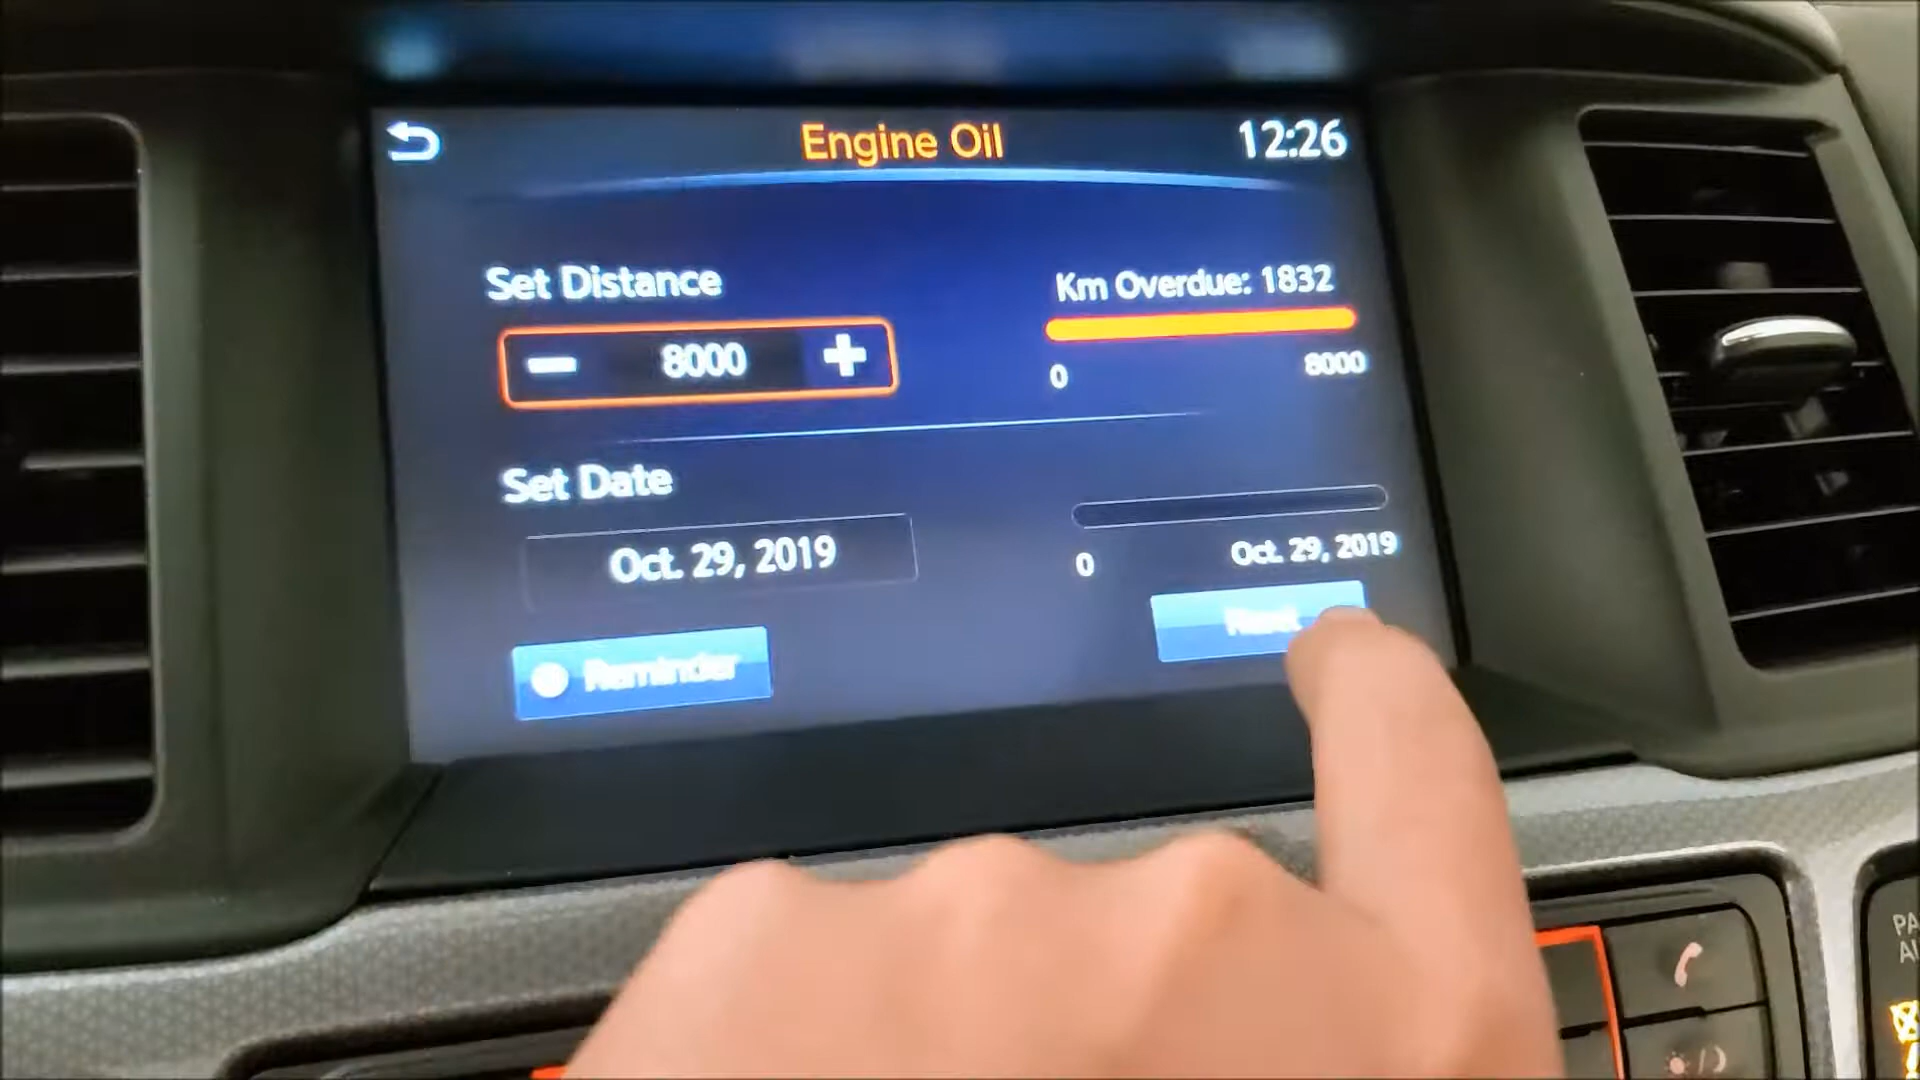 Engine Oil
12:26
Set Distance
Km Overdue: 1832
8000
0
8000
Set Date
Oct. 29, 2019
0
Oct. 29, 2019
Reset
Reminder